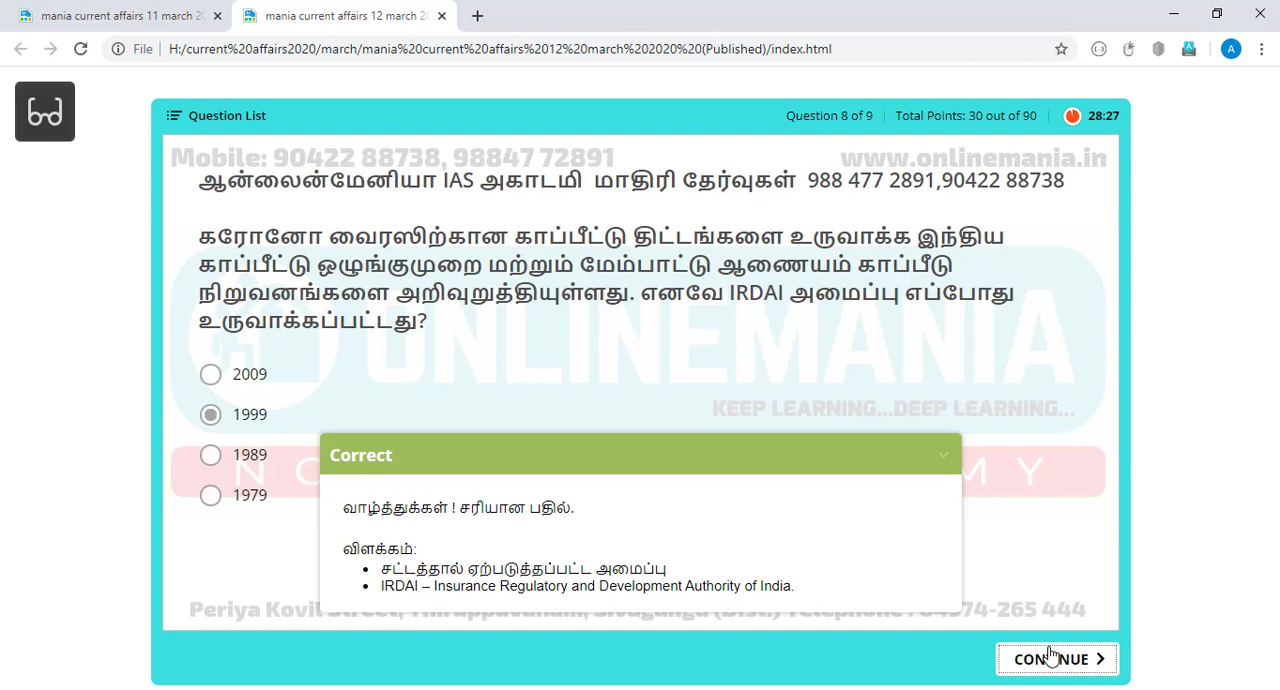 mania current affairs 11 march 2
mania current affairs 12 march 2
File H:/current%20affairs2020/march/mania%20current%20affairs%2012%20march%202020%20(Published)/index.html
A
Question List Question 8 of 9 Total Points: 30 out of 90 28:27
Mobile: 90422 88738, 98847 72891 www.onlinemania.in
ஆன்லைன்மேனியா IAS அகாடமி மாதிரி தேர்வுகள் 988 477 2891,90422 88738
கரோனோ வைரஸிற்கான காப்பீட்டு திட்டங்களை உருவாக்க இந்திய
காப்பீட்டு ஒழுங்குமுறை மற்றும் மேம்பாட்டு ஆணையம் காப்பீடு
நிறுவனங்களை அறிவுறுத்தியுள்ளது. எனவே IRDAI அமைப்பு எப்போது
உருவாக்கப்பட்டது?
ONLINEMANIA
KEEP LEARNING...DEEP LEARNING...
2009
1999
1989
1979
Correct
வாழ்த்துக்கள் ! சரியான பதில்.
விளக்கம்:
• சட்டத்தால் ஏற்படுத்தப்பட்ட அமைப்பு
• IRDAI – Insurance Regulatory and Development Authority of India.
Periya Kovil
CONTINUE